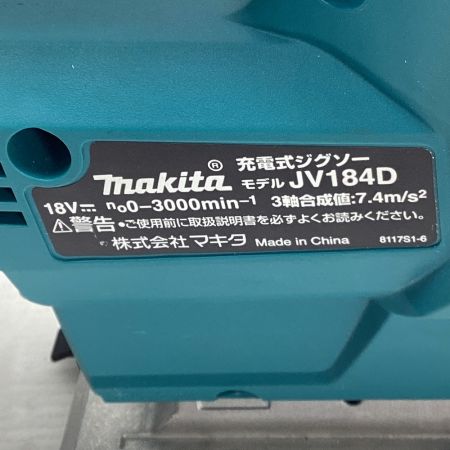 充電式ジグソー
makita® モデル JV184D
18V⎓ n₀0-3000min⁻¹ 3軸合成値:7.4m/s²
⚠警告 •ご使用前に取扱説明書を必ずよくお読みください。
株式会社 マキタ Made in China 8117S1-6